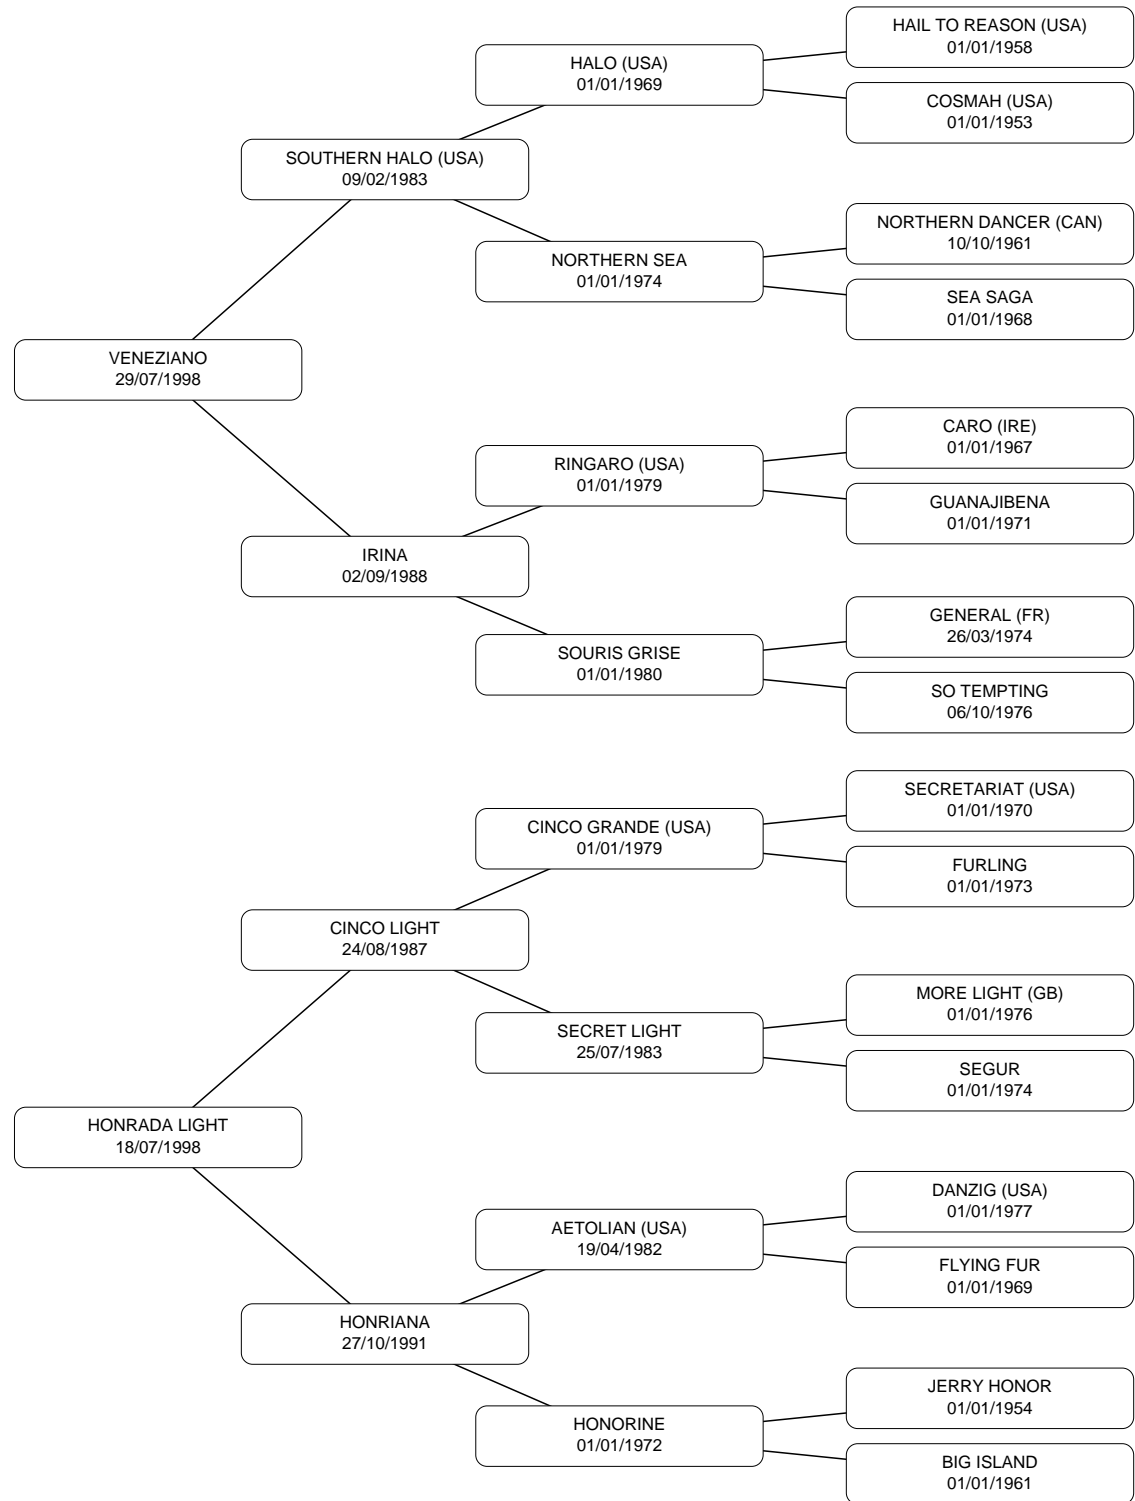 HAIL TO REASON (USA)
01/01/1958
HALO (USA)
01/01/1969
COSMAH (USA)
01/01/1953
SOUTHERN HALO (USA)
09/02/1983
NORTHERN DANCER (CAN)
10/10/1961
NORTHERN SEA
01/01/1974
SEA SAGA
01/01/1968
VENEZIANO
29/07/1998
CARO (IRE)
01/01/1967
RINGARO (USA)
01/01/1979
GUANAJIBENA
01/01/1971
IRINA
02/09/1988
GENERAL (FR)
26/03/1974
SOURIS GRISE
01/01/1980
SO TEMPTING
06/10/1976
SECRETARIAT (USA)
01/01/1970
CINCO GRANDE (USA)
01/01/1979
FURLING
01/01/1973
CINCO LIGHT
24/08/1987
MORE LIGHT (GB)
01/01/1976
SECRET LIGHT
25/07/1983
SEGUR
01/01/1974
HONRADA LIGHT
18/07/1998
DANZIG (USA)
01/01/1977
AETOLIAN (USA)
19/04/1982
FLYING FUR
01/01/1969
HONRIANA
27/10/1991
JERRY HONOR
01/01/1954
HONORINE
01/01/1972
BIG ISLAND
01/01/1961